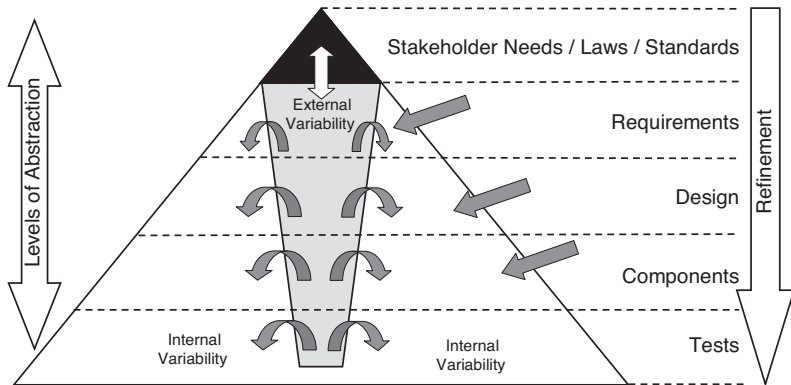 Levels of Abstraction
Stakeholder Needs / Laws / Standards
External
Variability
Requirements
Design
Components
Internal
Variability
Internal
Variability
Tests
Refinement